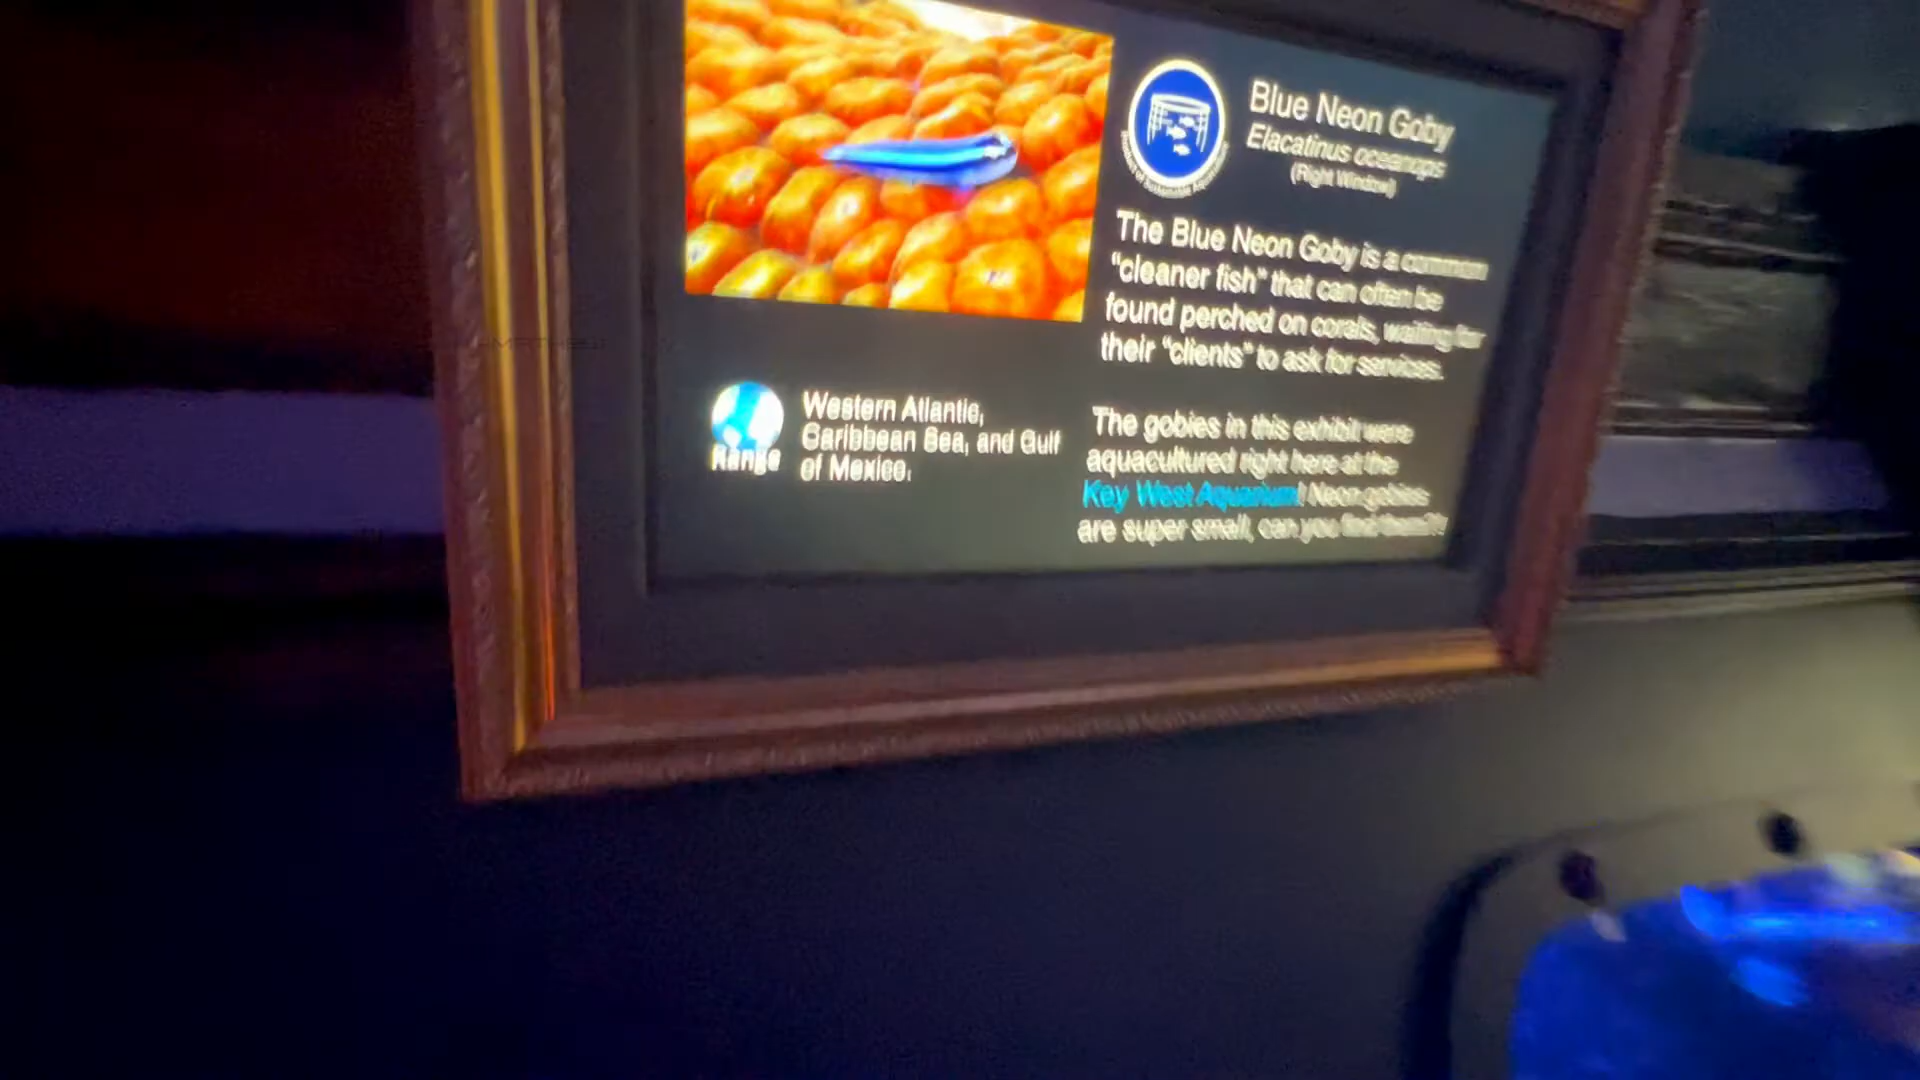 Blue Neon Goby
Elacatinus oceanops
(Right Window)
The Blue Neon Goby is a common
"cleaner fish" that can often be
found perched on corals, waiting for
their "clients" to ask for services.
The gobies in this exhibit were
aquacultured right here at the
Key West Aquarium! Neon gobies
are super small, can you find them?!
Range
Western Atlantic,
Caribbean Sea, and Gulf
of Mexico.